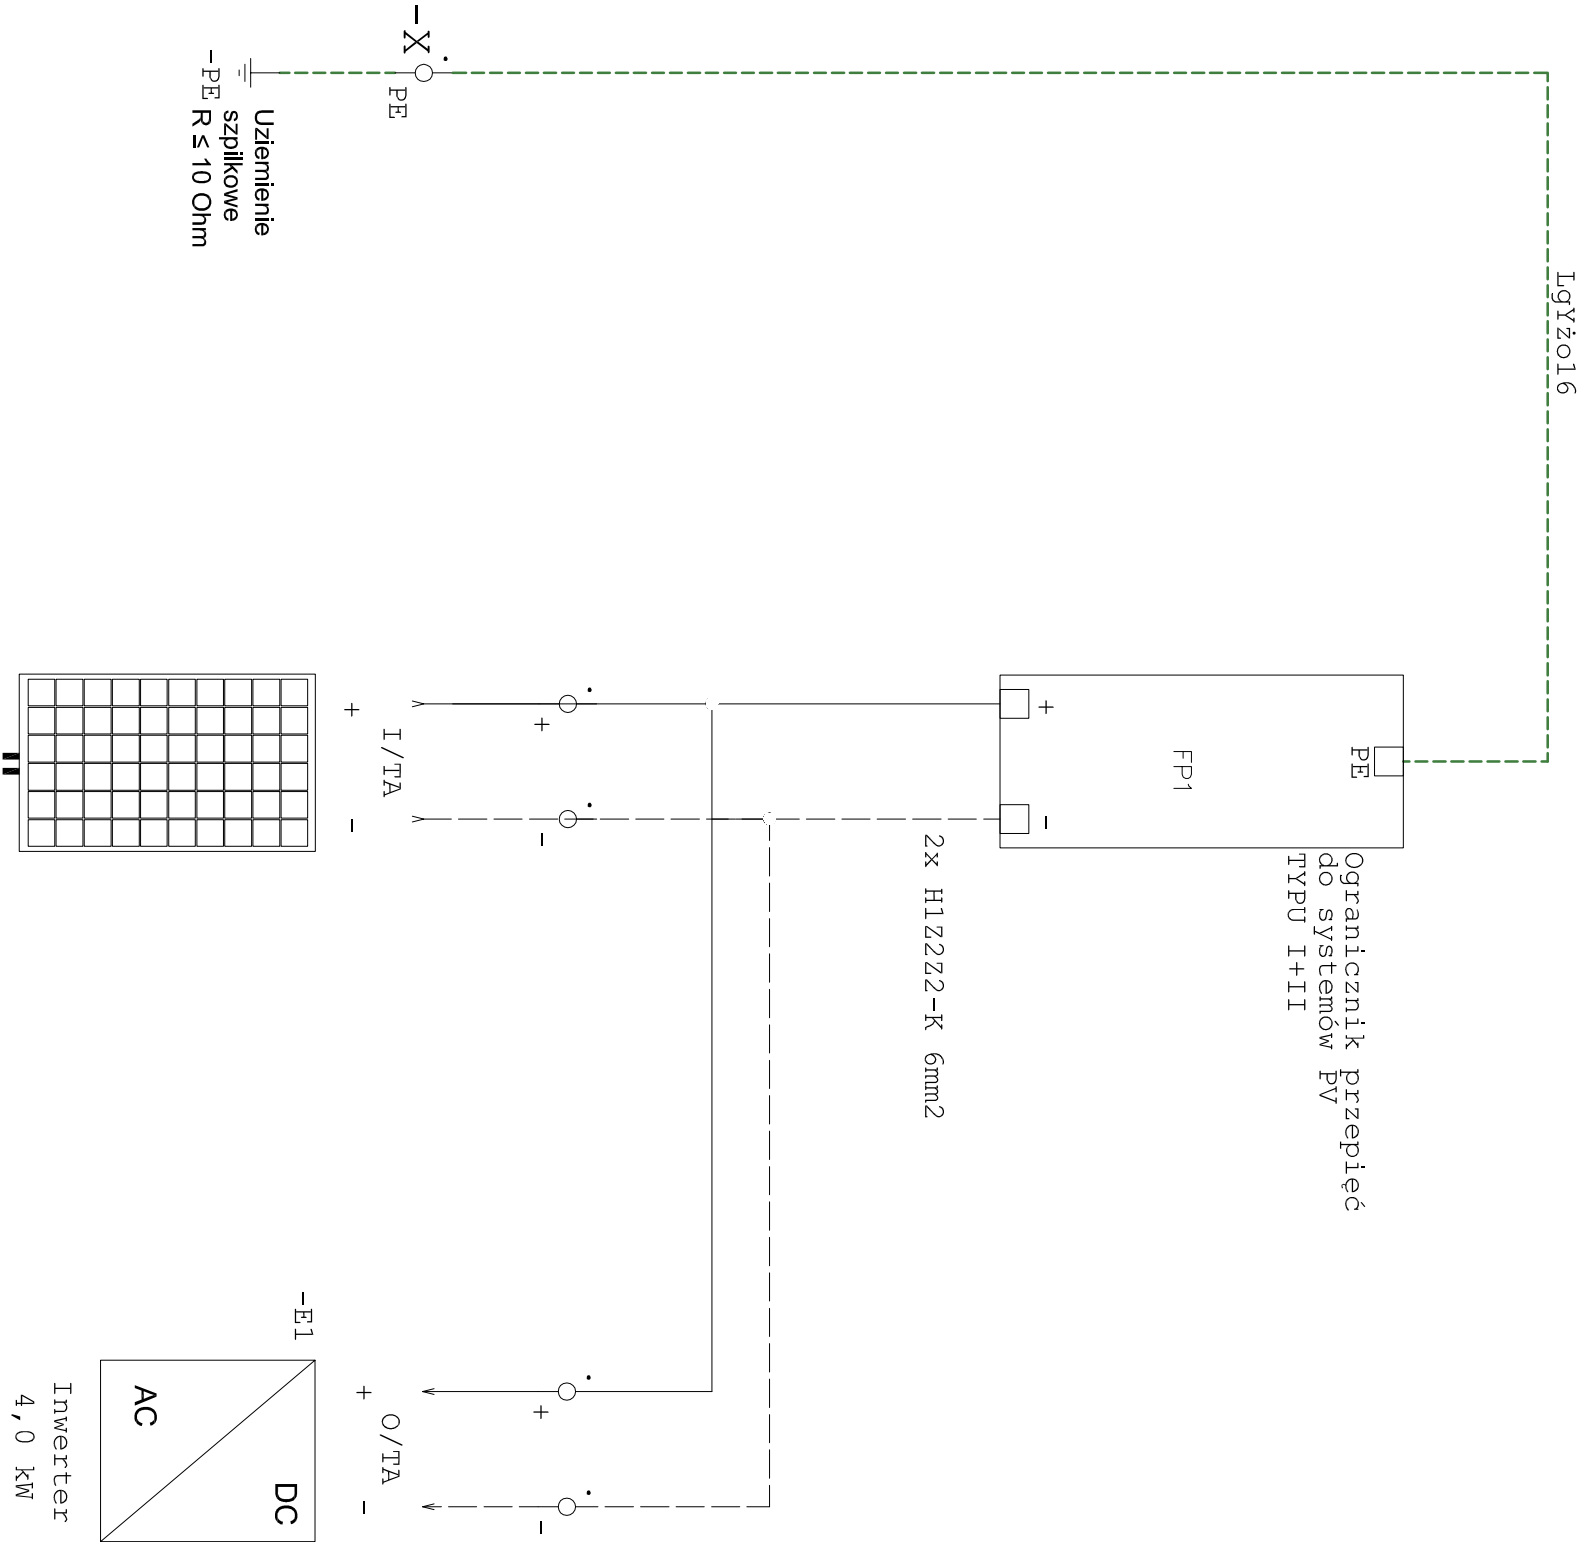 LgYżo16
-X
PE
-PE
Uziemienie
szpilkowe
R ≤ 10 Ohm
Ogranicznik przepięć
do systemów PV
TYPU I+II
PE
FP1
+
-
2x H1Z2Z2-K 6mm2
+
-
I/TA
+
-
+
-
O/TA
+
-
-E1
DC
AC
Inwerter
4,0 kW